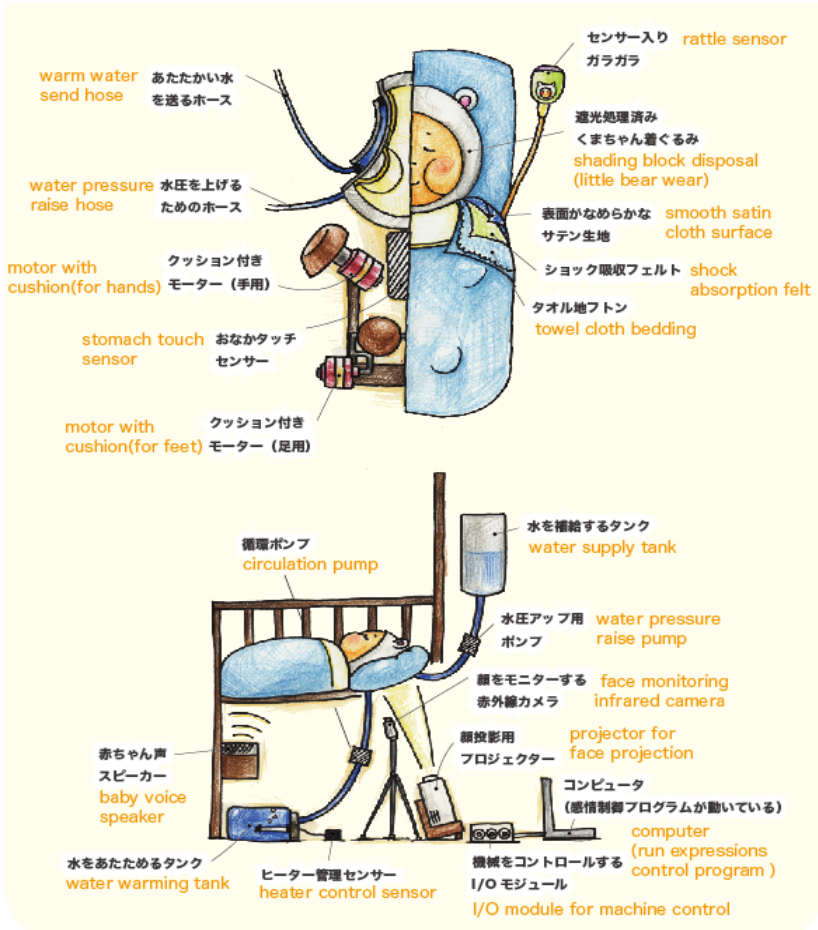 センサー入り
ガラガラ
rattle sensor
warm water
send hose
あたたかい水
を送るホース
遮光処理済み
くまちゃん着ぐるみ
shading block disposal
(little bear wear)
water pressure
raise hose
水圧を上げる
ためのホース
表面がなめらかな
サテン生地
smooth satin
cloth surface
motor with
cushion(for hands)
クッション付き
モーター（手用）
ショック吸収フェルト
shock
absorption felt
タオル地フトン
towel cloth bedding
stomach touch
sensor
おなかタッチ
センサー
motor with
cushion(for feet)
クッション付き
モーター（足用）
水を補給するタンク
water supply tank
循環ポンプ
circulation pump
水圧アップ用
ポンプ
water pressure
raise pump
顔をモニターする
赤外線カメラ
face monitoring
infrared camera
顔投影用
プロジェクター
projector for
face projection
赤ちゃん声
スピーカー
baby voice
speaker
コンピュータ
（感情制御プログラムが動いている）
computer
(run expressions
control program )
水をあたためるタンク
water warming tank
ヒーター管理センサー
heater control sensor
機械をコントロールする
I/O モジュール
I/O module for machine control